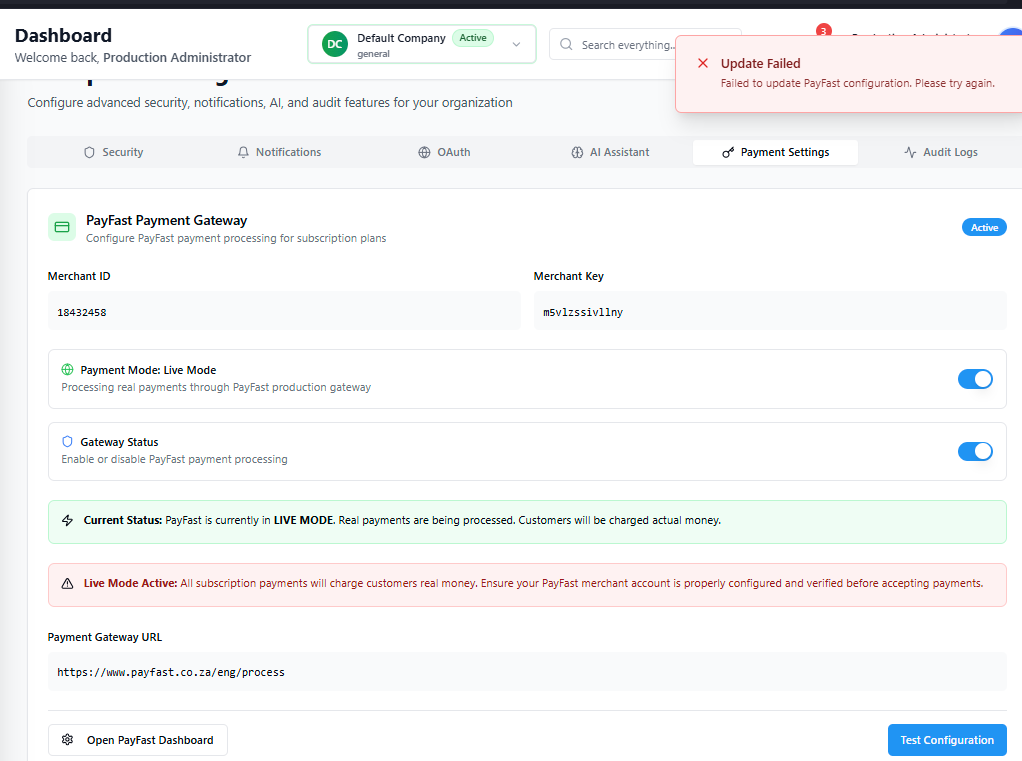 Dashboard
Welcome back, Production Administrator
DC
Default Company
Active
general
Search everything..
3
Update Failed
Failed to update PayFast configuration. Please try again.
Configure advanced security, notifications, AI, and audit features for your organization
Security
Notifications
OAuth
AI Assistant
Payment Settings
Audit Logs
PayFast Payment Gateway
Configure PayFast payment processing for subscription plans
Active
Merchant ID
Merchant Key
18432458
m5vlzssivllny
Payment Mode: Live Mode
Processing real payments through PayFast production gateway
Gateway Status
Enable or disable PayFast payment processing
Current Status: PayFast is currently in LIVE MODE. Real payments are being processed. Customers will be charged actual money.
Live Mode Active: All subscription payments will charge customers real money. Ensure your PayFast merchant account is properly configured and verified before accepting payments.
Payment Gateway URL
https://www.payfast.co.za/eng/process
Open PayFast Dashboard
Test Configuration